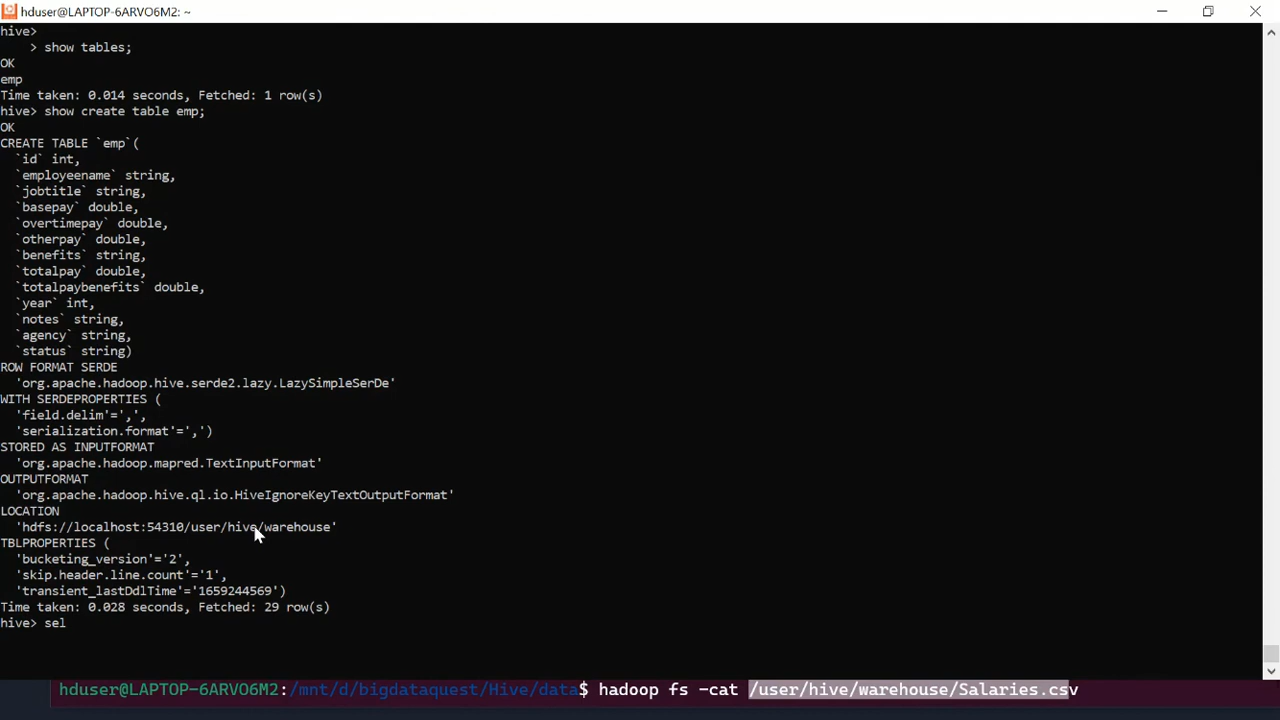 hduser@LAPTOP-6ARVO6M2: ~
hive>
    > show tables;
OK
emp
Time taken: 0.014 seconds, Fetched: 1 row(s)
hive> show create table emp;
OK
CREATE TABLE `emp`(
  `id` int,
  `employeename` string,
  `jobtitle` string,
  `basepay` double,
  `overtimepay` double,
  `otherpay` double,
  `benefits` string,
  `totalpay` double,
  `totalpaybenefits` double,
  `year` int,
  `notes` string,
  `agency` string,
  `status` string)
ROW FORMAT SERDE
  'org.apache.hadoop.hive.serde2.lazy.LazySimpleSerDe'
WITH SERDEPROPERTIES (
  'field.delim'=',',
  'serialization.format'=',')
STORED AS INPUTFORMAT
  'org.apache.hadoop.mapred.TextInputFormat'
OUTPUTFORMAT
  'org.apache.hadoop.hive.ql.io.HiveIgnoreKeyTextOutputFormat'
LOCATION
  'hdfs://localhost:54310/user/hive/warehouse'
TBLPROPERTIES (
  'bucketing_version'='2',
  'skip.header.line.count'='1',
  'transient_lastDdlTime'='1659244569')
Time taken: 0.028 seconds, Fetched: 29 row(s)
hive> sel
hduser@LAPTOP-6ARVO6M2:/mnt/d/bigdataquest/Hive/data$ hadoop fs -cat /user/hive/warehouse/Salaries.csv